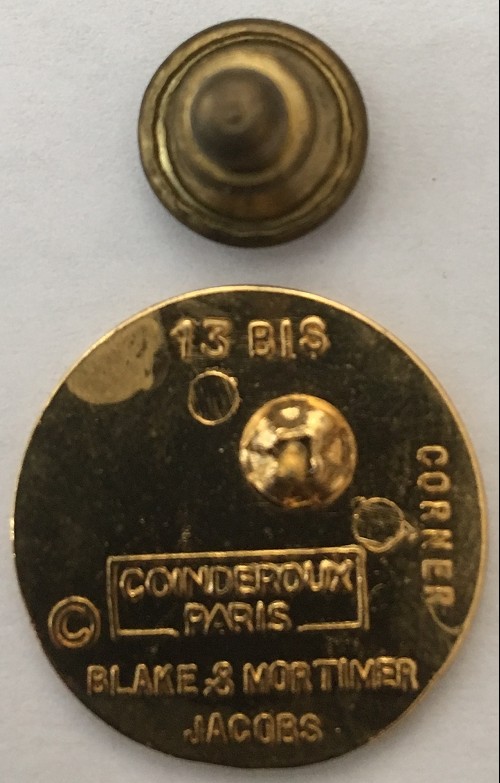 13 BIS
CORNER
COINDEROUX
PARIS
©
BLAKE & MORTIMER
JACOBS